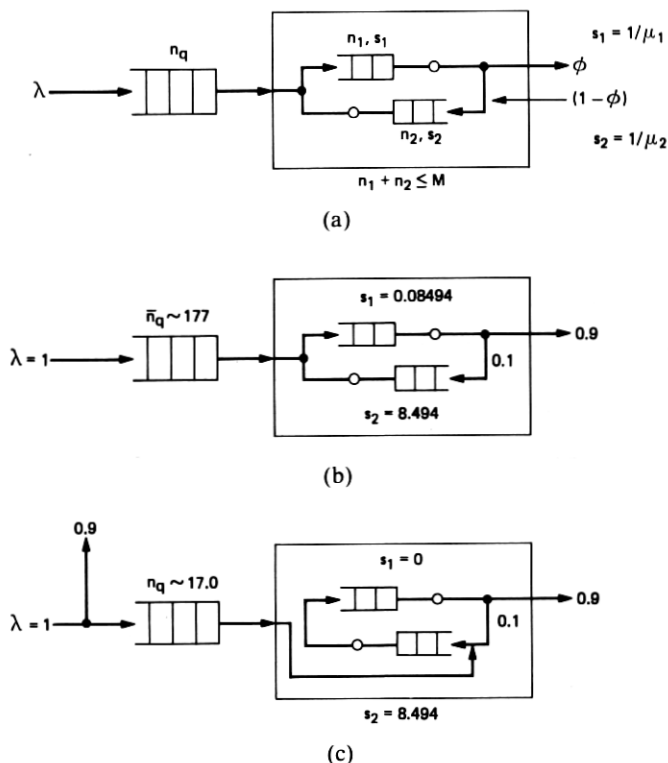 n_q
n_1, s_1
s_1 = 1/μ_1
λ
ϕ
(1 − ϕ)
n_2, s_2
s_2 = 1/μ_2
n_1 + n_2 ≤ M
(a)
n̄_q ~ 177
s_1 = 0.08494
λ = 1
0.9
0.1
s_2 = 8.494
(b)
0.9
n_q ~ 17.0
s_1 = 0
λ = 1
0.9
0.1
s_2 = 8.494
(c)